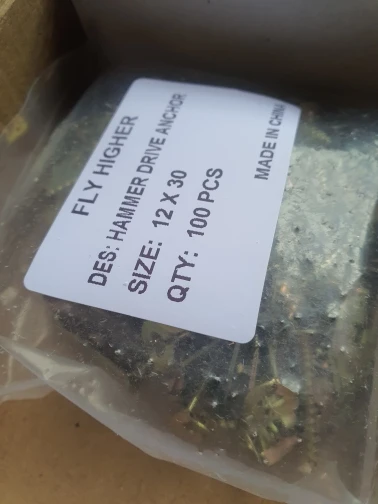 FLY HIGHER
DES: HAMMER DRIVE ANCHOR
SIZE: 12 X 30
QTY: 100 PCS
MADE IN CHINA